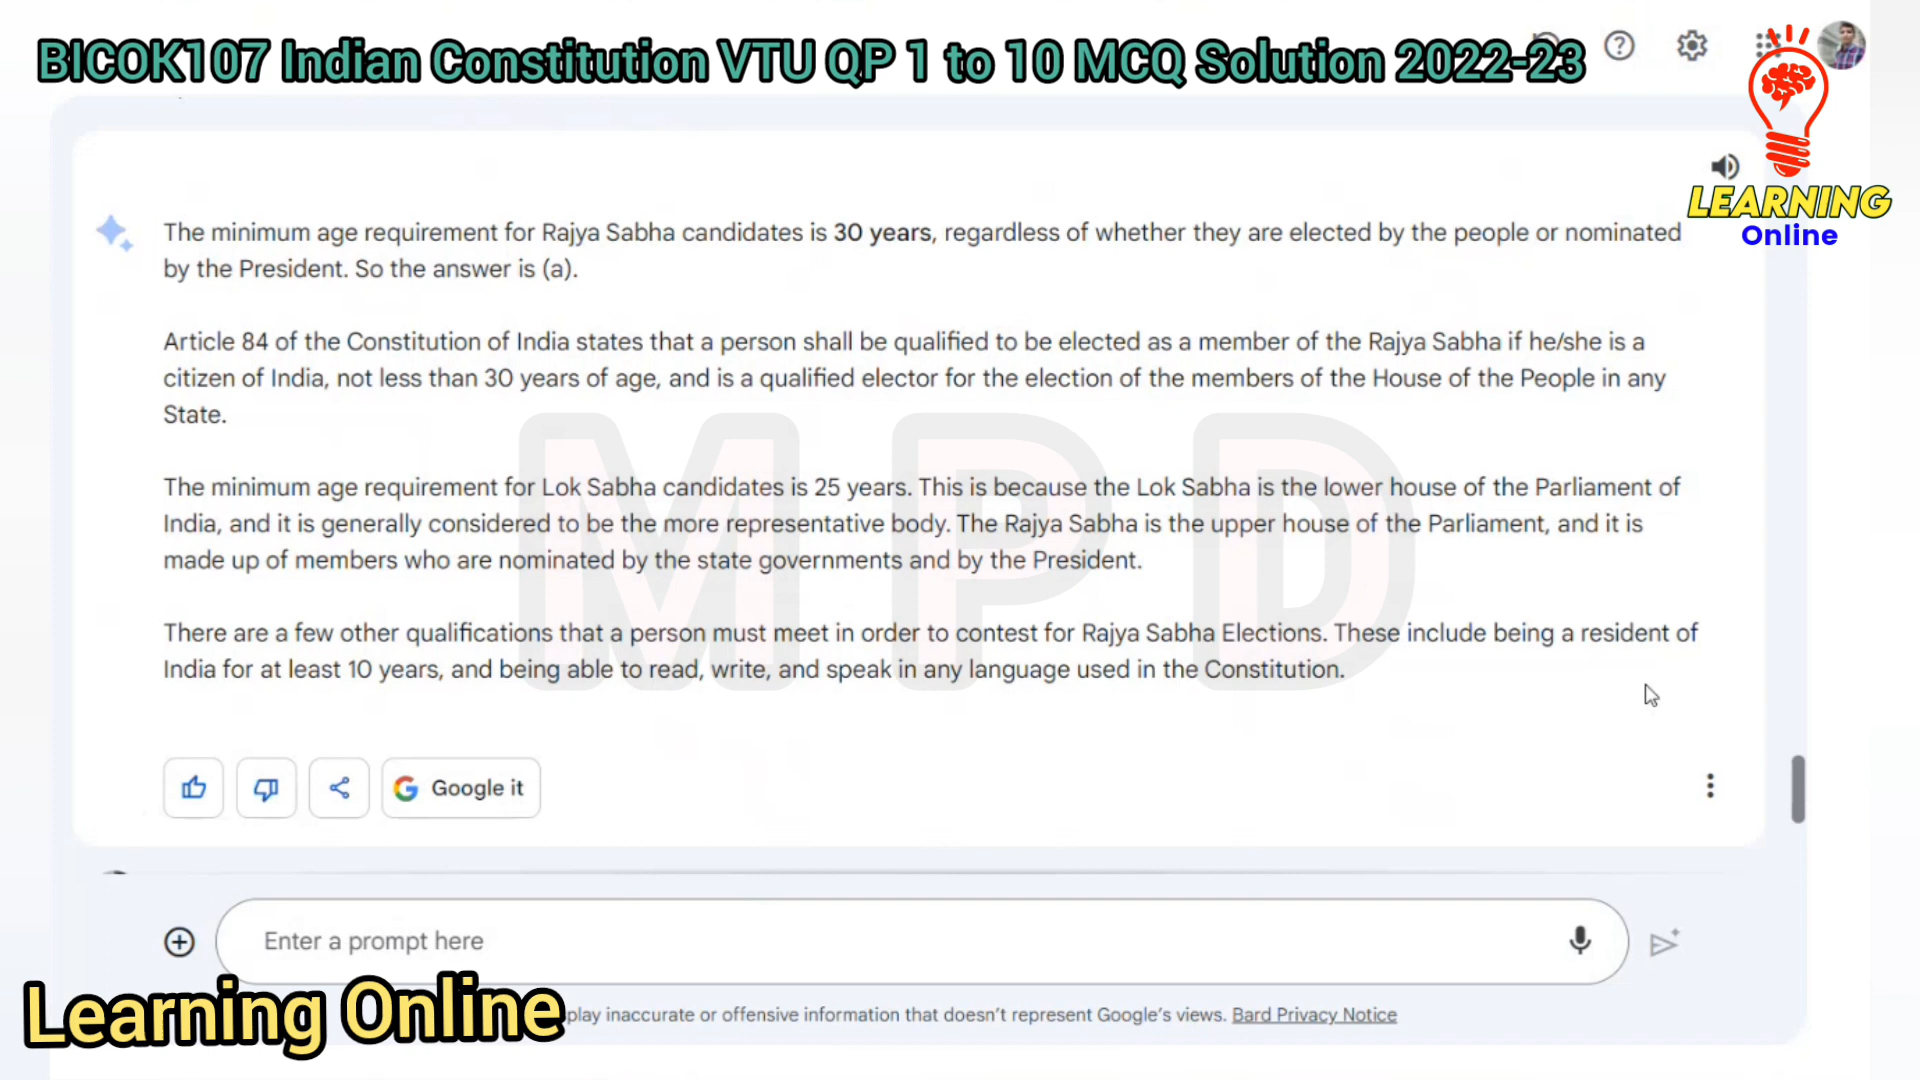 BICOK107 Indian Constitution VTU QP 1 to 10 MCQ Solution 2022-23
LEARNING
Online
The minimum age requirement for Rajya Sabha candidates is 30 years, regardless of whether they are elected by the people or nominated
by the President. So the answer is (a).
Article 84 of the Constitution of India states that a person shall be qualified to be elected as a member of the Rajya Sabha if he/she is a
citizen of India, not less than 30 years of age, and is a qualified elector for the election of the members of the House of the People in any
State.
MPD
The minimum age requirement for Lok Sabha candidates is 25 years. This is because the Lok Sabha is the lower house of the Parliament of
India, and it is generally considered to be the more representative body. The Rajya Sabha is the upper house of the Parliament, and it is
made up of members who are nominated by the state governments and by the President.
There are a few other qualifications that a person must meet in order to contest for Rajya Sabha Elections. These include being a resident of
India for at least 10 years, and being able to read, write, and speak in any language used in the Constitution.
Google it
Enter a prompt here
Learning Online
play inaccurate or offensive information that doesn't represent Google's views. Bard Privacy Notice